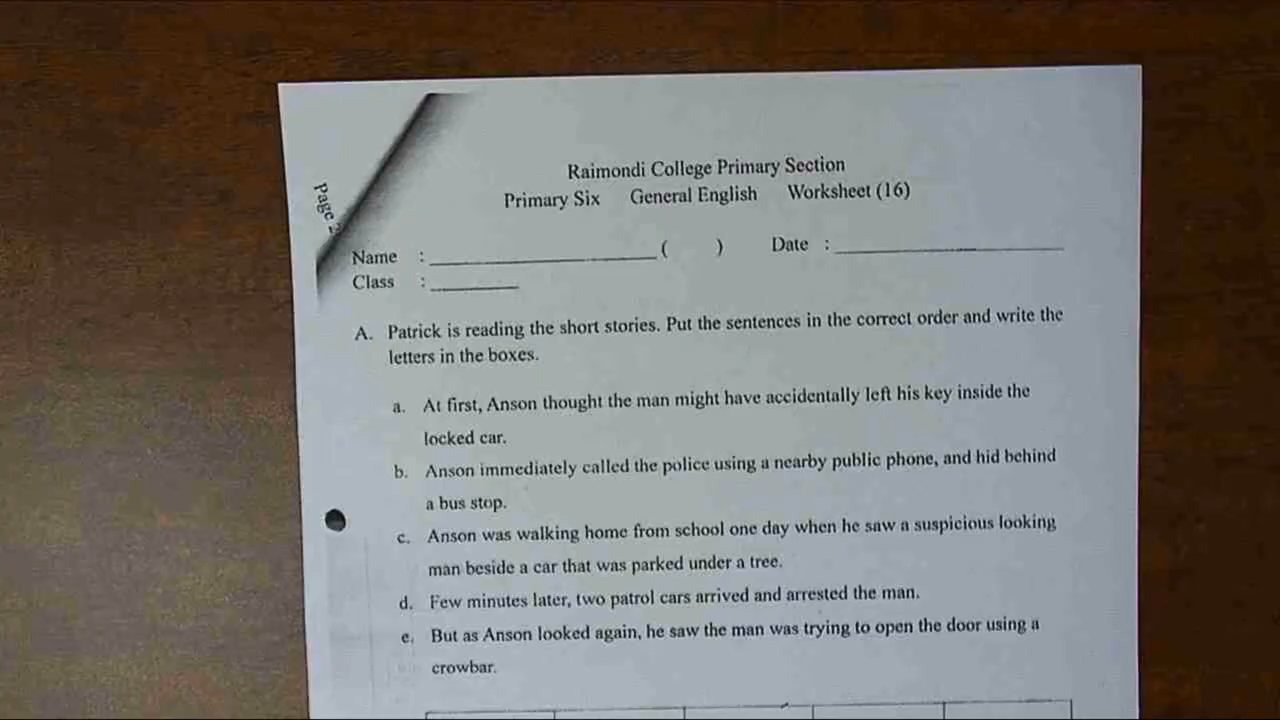 Page 2
Raimondi College Primary Section
Primary Six General English Worksheet (16)
Name : ____________________ ( ) Date : ____________________
Class : ________
A. Patrick is reading the short stories. Put the sentences in the correct order and write the
letters in the boxes.
a. At first, Anson thought the man might have accidentally left his key inside the
locked car.
b. Anson immediately called the police using a nearby public phone, and hid behind
a bus stop.
c. Anson was walking home from school one day when he saw a suspicious looking
man beside a car that was parked under a tree.
d. Few minutes later, two patrol cars arrived and arrested the man.
e. But as Anson looked again, he saw the man was trying to open the door using a
crowbar.